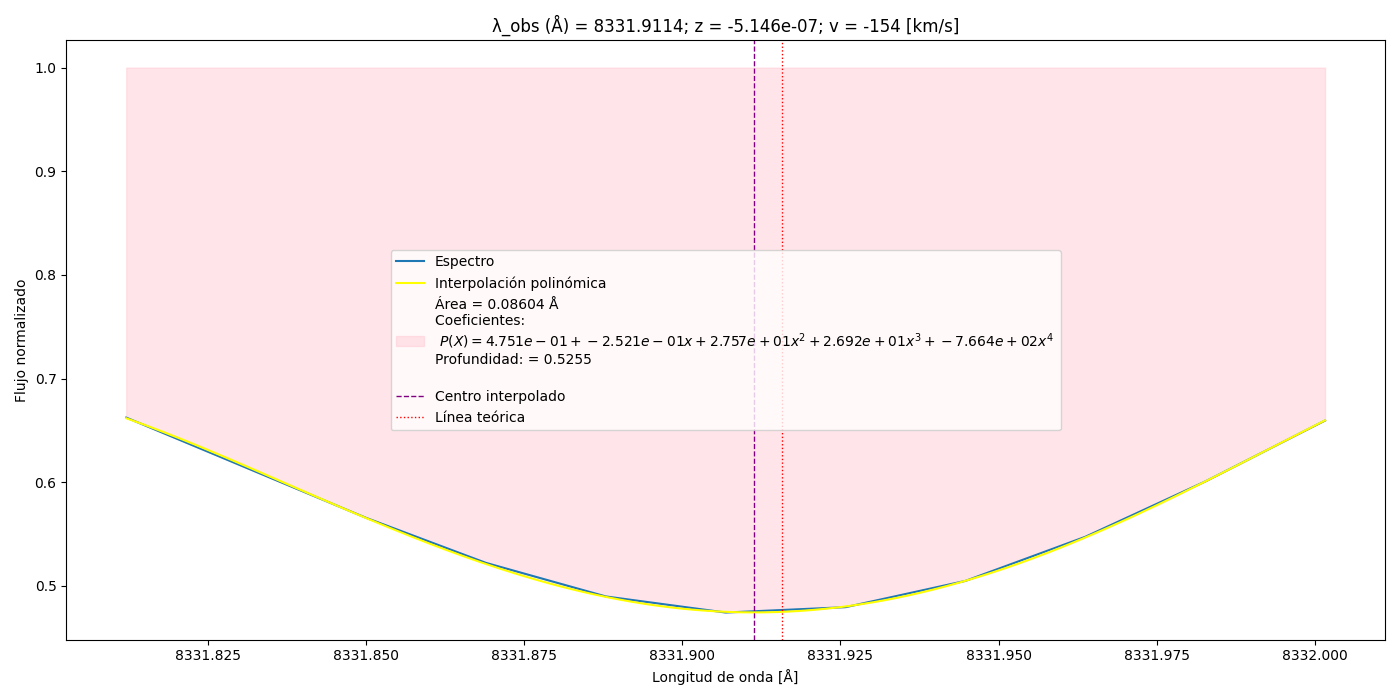 λ_obs (Å) = 8331.9114; z = -5.146e-07; v = -154 [km/s]
Flujo normalizado
1.0
0.9
0.8
0.7
0.6
0.5
Espectro
Interpolación polinómica
Área = 0.08604 Å
Coeficientes:
P(X) = 4.751e − 01 + −2.521e − 01x + 2.757e + 01x² + 2.692e + 01x³ + −7.664e + 02x⁴
Profundidad: = 0.5255
Centro interpolado
Línea teórica
8331.825
8331.850
8331.875
8331.900
8331.925
8331.950
8331.975
8332.000
Longitud de onda [Å]